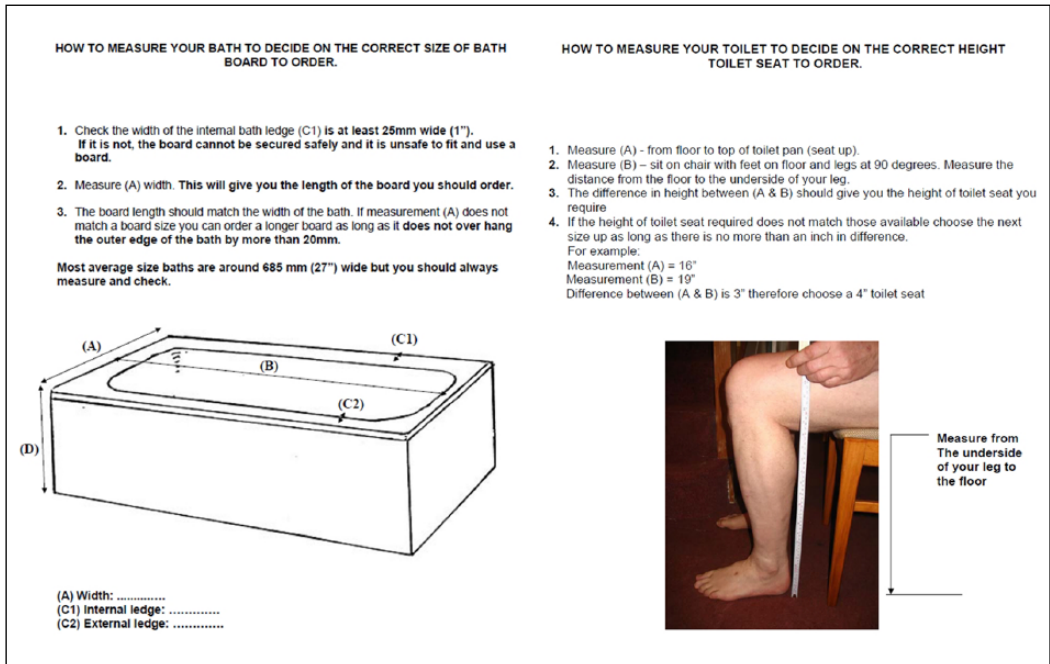 HOW TO MEASURE YOUR BATH TO DECIDE ON THE CORRECT SIZE OF BATH
BOARD TO ORDER.
1. Check the width of the internal bath ledge (C1) is at least 25mm wide (1").
If it is not, the board cannot be secured safely and it is unsafe to fit and use a
board.
2. Measure (A) width. This will give you the length of the board you should order.
3. The board length should match the width of the bath. If measurement (A) does not
match a board size you can order a longer board as long as it does not over hang
the outer edge of the bath by more than 20mm.
Most average size baths are around 685 mm (27") wide but you should always
measure and check.
(A)
(C1)
(B)
(C2)
(D)
(A) Width: ..............
(C1) Internal ledge: .............
(C2) External ledge: .............
HOW TO MEASURE YOUR TOILET TO DECIDE ON THE CORRECT HEIGHT
TOILET SEAT TO ORDER.
1. Measure (A) - from floor to top of toilet pan (seat up).
2. Measure (B) – sit on chair with feet on floor and legs at 90 degrees. Measure the
distance from the floor to the underside of your leg.
3. The difference in height between (A & B) should give you the height of toilet seat you
require
4. If the height of toilet seat required does not match those available choose the next
size up as long as there is no more than an inch in difference.
For example:
Measurement (A) = 16"
Measurement (B) = 19"
Difference between (A & B) is 3" therefore choose a 4" toilet seat
Measure from
The underside
of your leg to
the floor